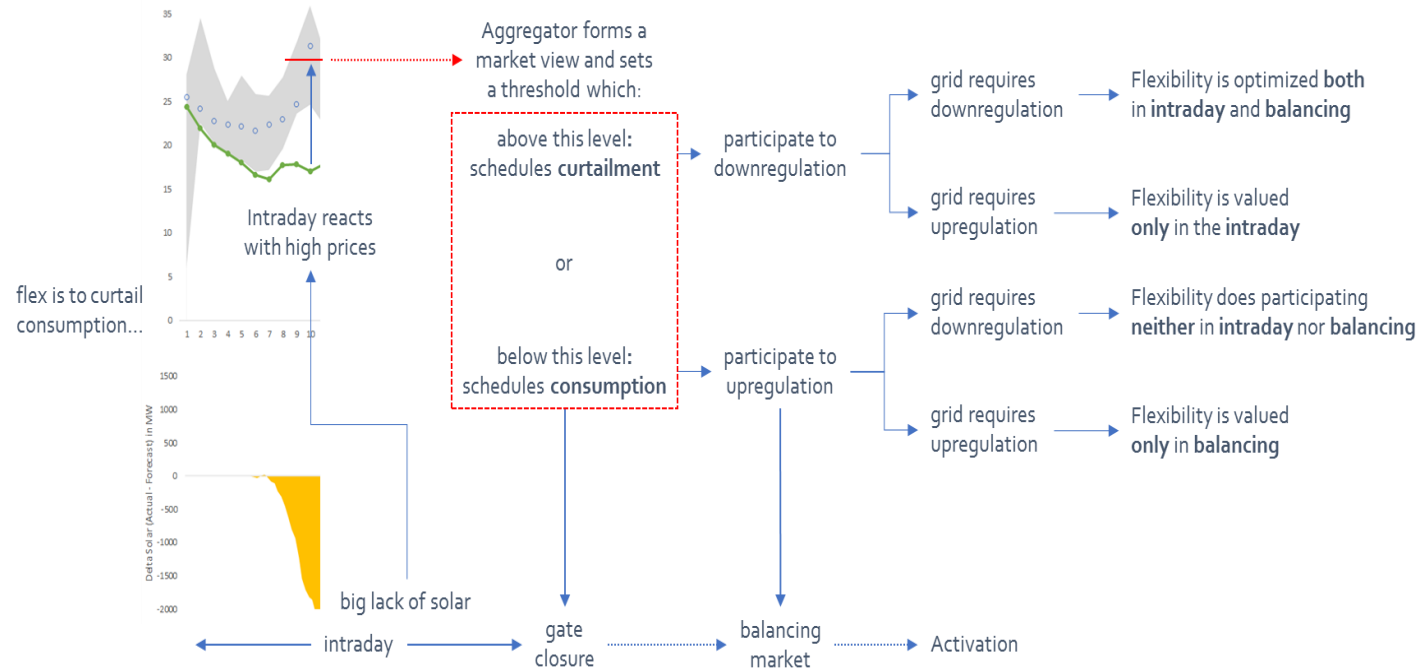 35
30
25
20
15
10
5
0
1 2 3 4 5 6 7 8 9 10
Intraday reacts
with high prices
flex is to curtail
consumption...
1500
1000
500
0
-500
-1000
-1500
-2000
Delta Solar (Actual - Forecast) in MW
big lack of solar
Aggregator forms a
market view and sets
a threshold which:
above this level:
schedules curtailment
or
below this level:
schedules consumption
participate to
downregulation
participate to
upregulation
grid requires
downregulation
Flexibility is optimized both
in intraday and balancing
grid requires
upregulation
Flexibility is valued
only in the intraday
grid requires
downregulation
Flexibility does participating
neither in intraday nor balancing
grid requires
upregulation
Flexibility is valued
only in balancing
intraday
gate
closure
balancing
market
Activation